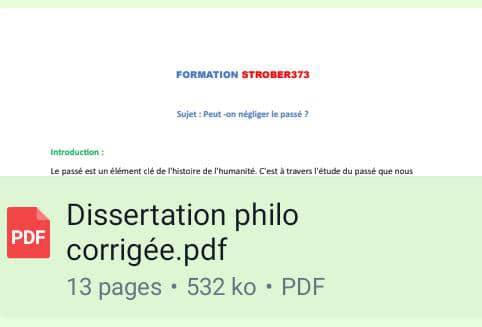 FORMATION STROBER373
Sujet : Peut -on négliger le passé ?
Introduction :
Le passé est un élément clé de l'histoire de l'humanité. C'est à travers l'étude du passé que nous
PDF
Dissertation philo
corrigée.pdf
13 pages • 532 ko • PDF